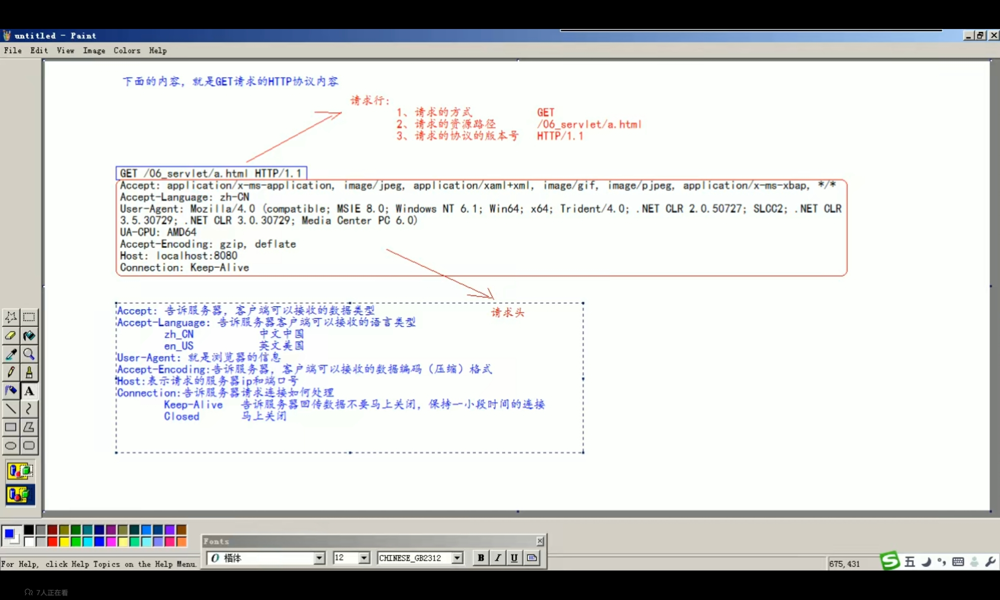 untitled - Paint
File Edit View Image Colors Help
下面的内容，就是GET请求的HTTP协议内容
请求行：
1、请求的方式 GET
2、请求的资源路径 /06_servlet/a.html
3、请求的协议的版本号 HTTP/1.1
GET /06_servlet/a.html HTTP/1.1
Accept: application/x-ms-application, image/jpeg, application/xaml+xml, image/gif, image/pjpeg, application/x-ms-xbap, */*
Accept-Language: zh-CN
User-Agent: Mozilla/4.0 (compatible; MSIE 8.0; Windows NT 6.1; Win64; x64; Trident/4.0; .NET CLR 2.0.50727; SLCC2; .NET CLR
3.5.30729; .NET CLR 3.0.30729; Media Center PC 6.0)
UA-CPU: AMD64
Accept-Encoding: gzip, deflate
Host: localhost:8080
Connection: Keep-Alive
请求头
Accept: 告诉服务器，客户端可以接收的数据类型
Accept-Language: 告诉服务器客户端可以接收的语言类型
zh_CN 中文中国
en_US 英文美国
User-Agent: 就是浏览器的信息
Accept-Encoding:告诉服务器，客户端可以接收的数据编码（压缩）格式
Host:表示请求的服务器ip和端口号
Connection:告诉服务器请求连接如何处理
Keep-Alive 告诉服务器回传数据不要马上关闭，保持一小段时间的连接
Closed 马上关闭
Fonts
楷体 12 CHINESE_GB2312 B I U
For Help, click Help Topics on the Help Menu.
675,431
五
7人正在看